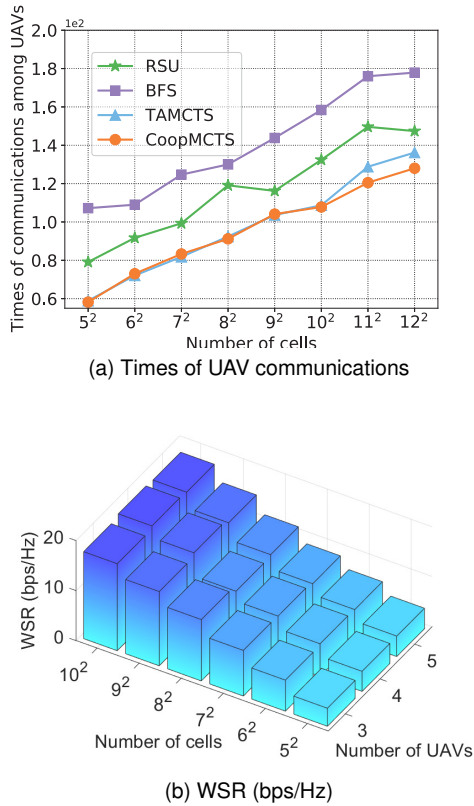 1e2
2.0
1.8
1.6
1.4
1.2
1.0
0.8
0.6
Times of communications among UAVs
RSU
BFS
TAMCTS
CoopMCTS
5² 6² 7² 8² 9² 10² 11² 12²
Number of cells
(a) Times of UAV communications
20
10
0
WSR (bps/Hz)
10²
9²
8²
7²
6²
5²
Number of cells
5
4
3
Number of UAVs
(b) WSR (bps/Hz)